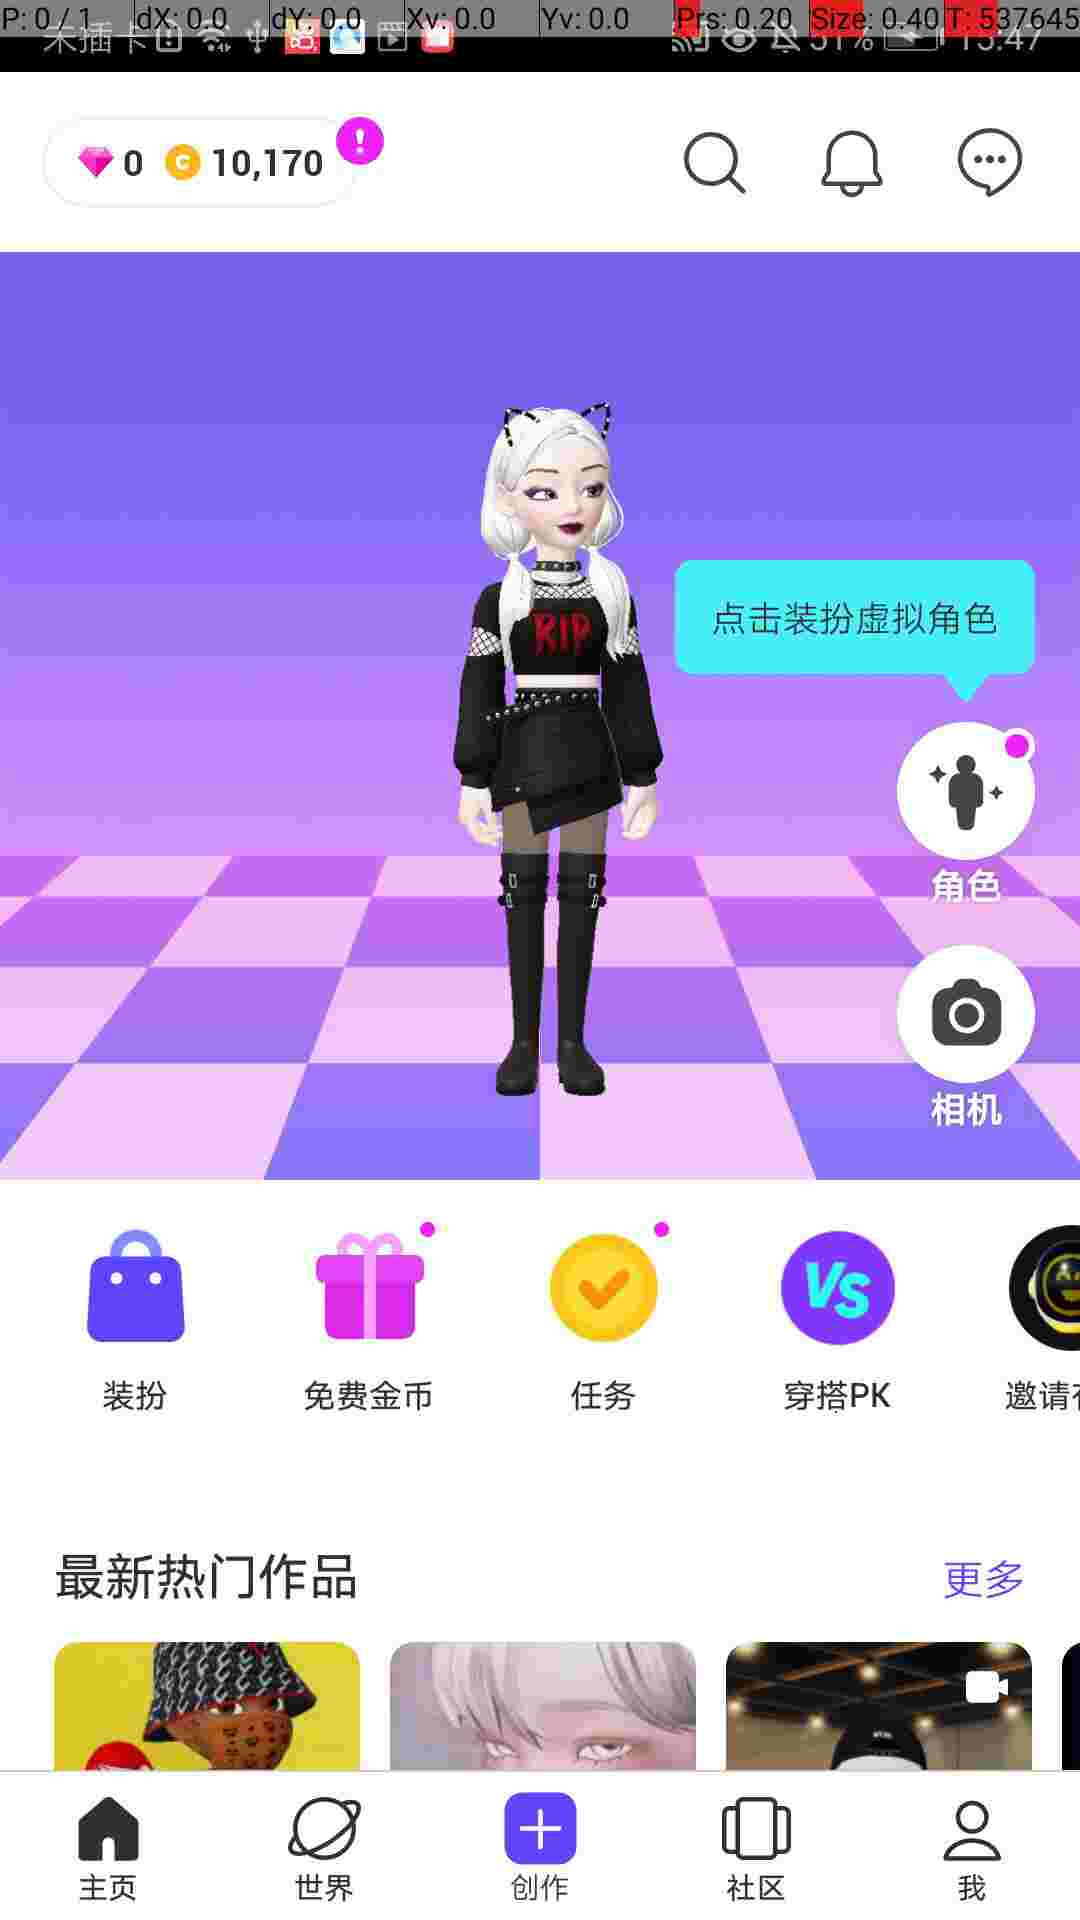 P: 0 / 1 dX: 0.0 dY: 0.0 Xv: 0.0 Yv: 0.0 Prs: 0.20 Size: 0.40 T: 537645
未插卡 51% 15:47
0 C 10,170 !
RIP
点击装扮虚拟角色
角色
相机
VS
装扮 免费金币 任务 穿搭PK 邀请
最新热门作品 更多
主页 世界 创作 社区 我